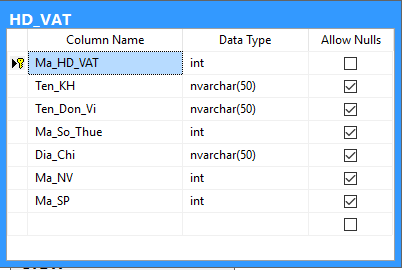 HD_VAT
Column Name Data Type Allow Nulls
Ma_HD_VAT int
Ten_KH nvarchar(50)
Ten_Don_Vi nvarchar(50)
Ma_So_Thue int
Dia_Chi nvarchar(50)
Ma_NV int
Ma_SP int